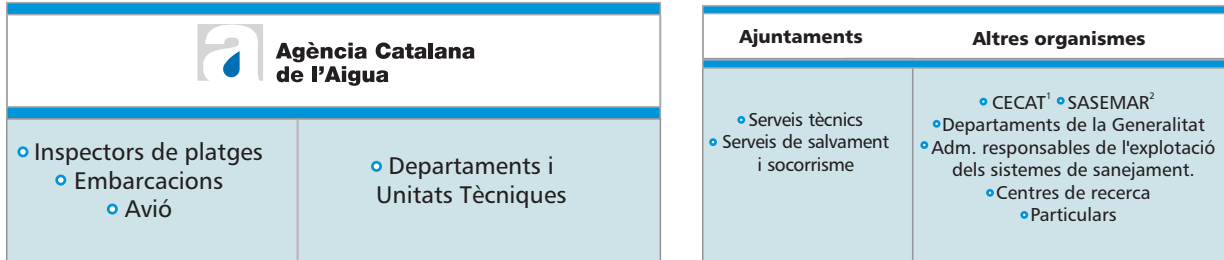 Agència Catalana
de l'Aigua
Inspectors de platges
Embarcacions
Avió
Departaments i
Unitats Tècniques
Ajuntaments
Serveis tècnics
Serveis de salvament
i socorrisme
Altres organismes
CECAT¹ SASEMAR²
Departaments de la Generalitat
Adm. responsables de l'explotació
dels sistemes de sanejament.
Centres de recerca
Particulars